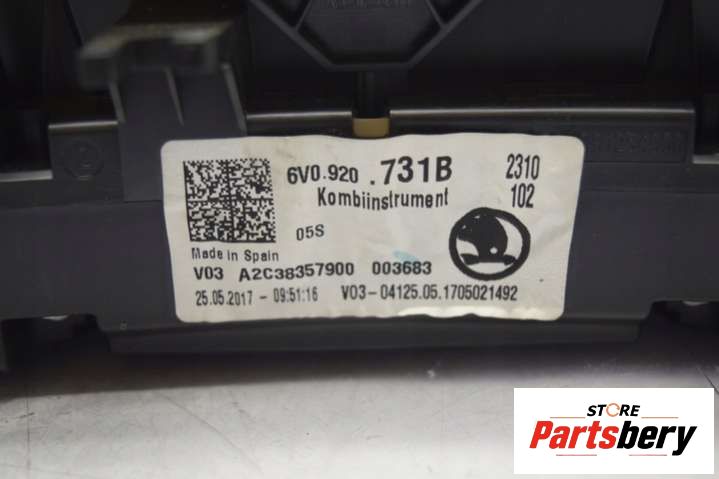 6V0.920 .731B 2310
Kombiinstrument 102
05S
Made in Spain
V03 A2C38357900 003683
25.05.2017 - 09:51:16 V03-04125.05.1705021492
STORE
Partsbery